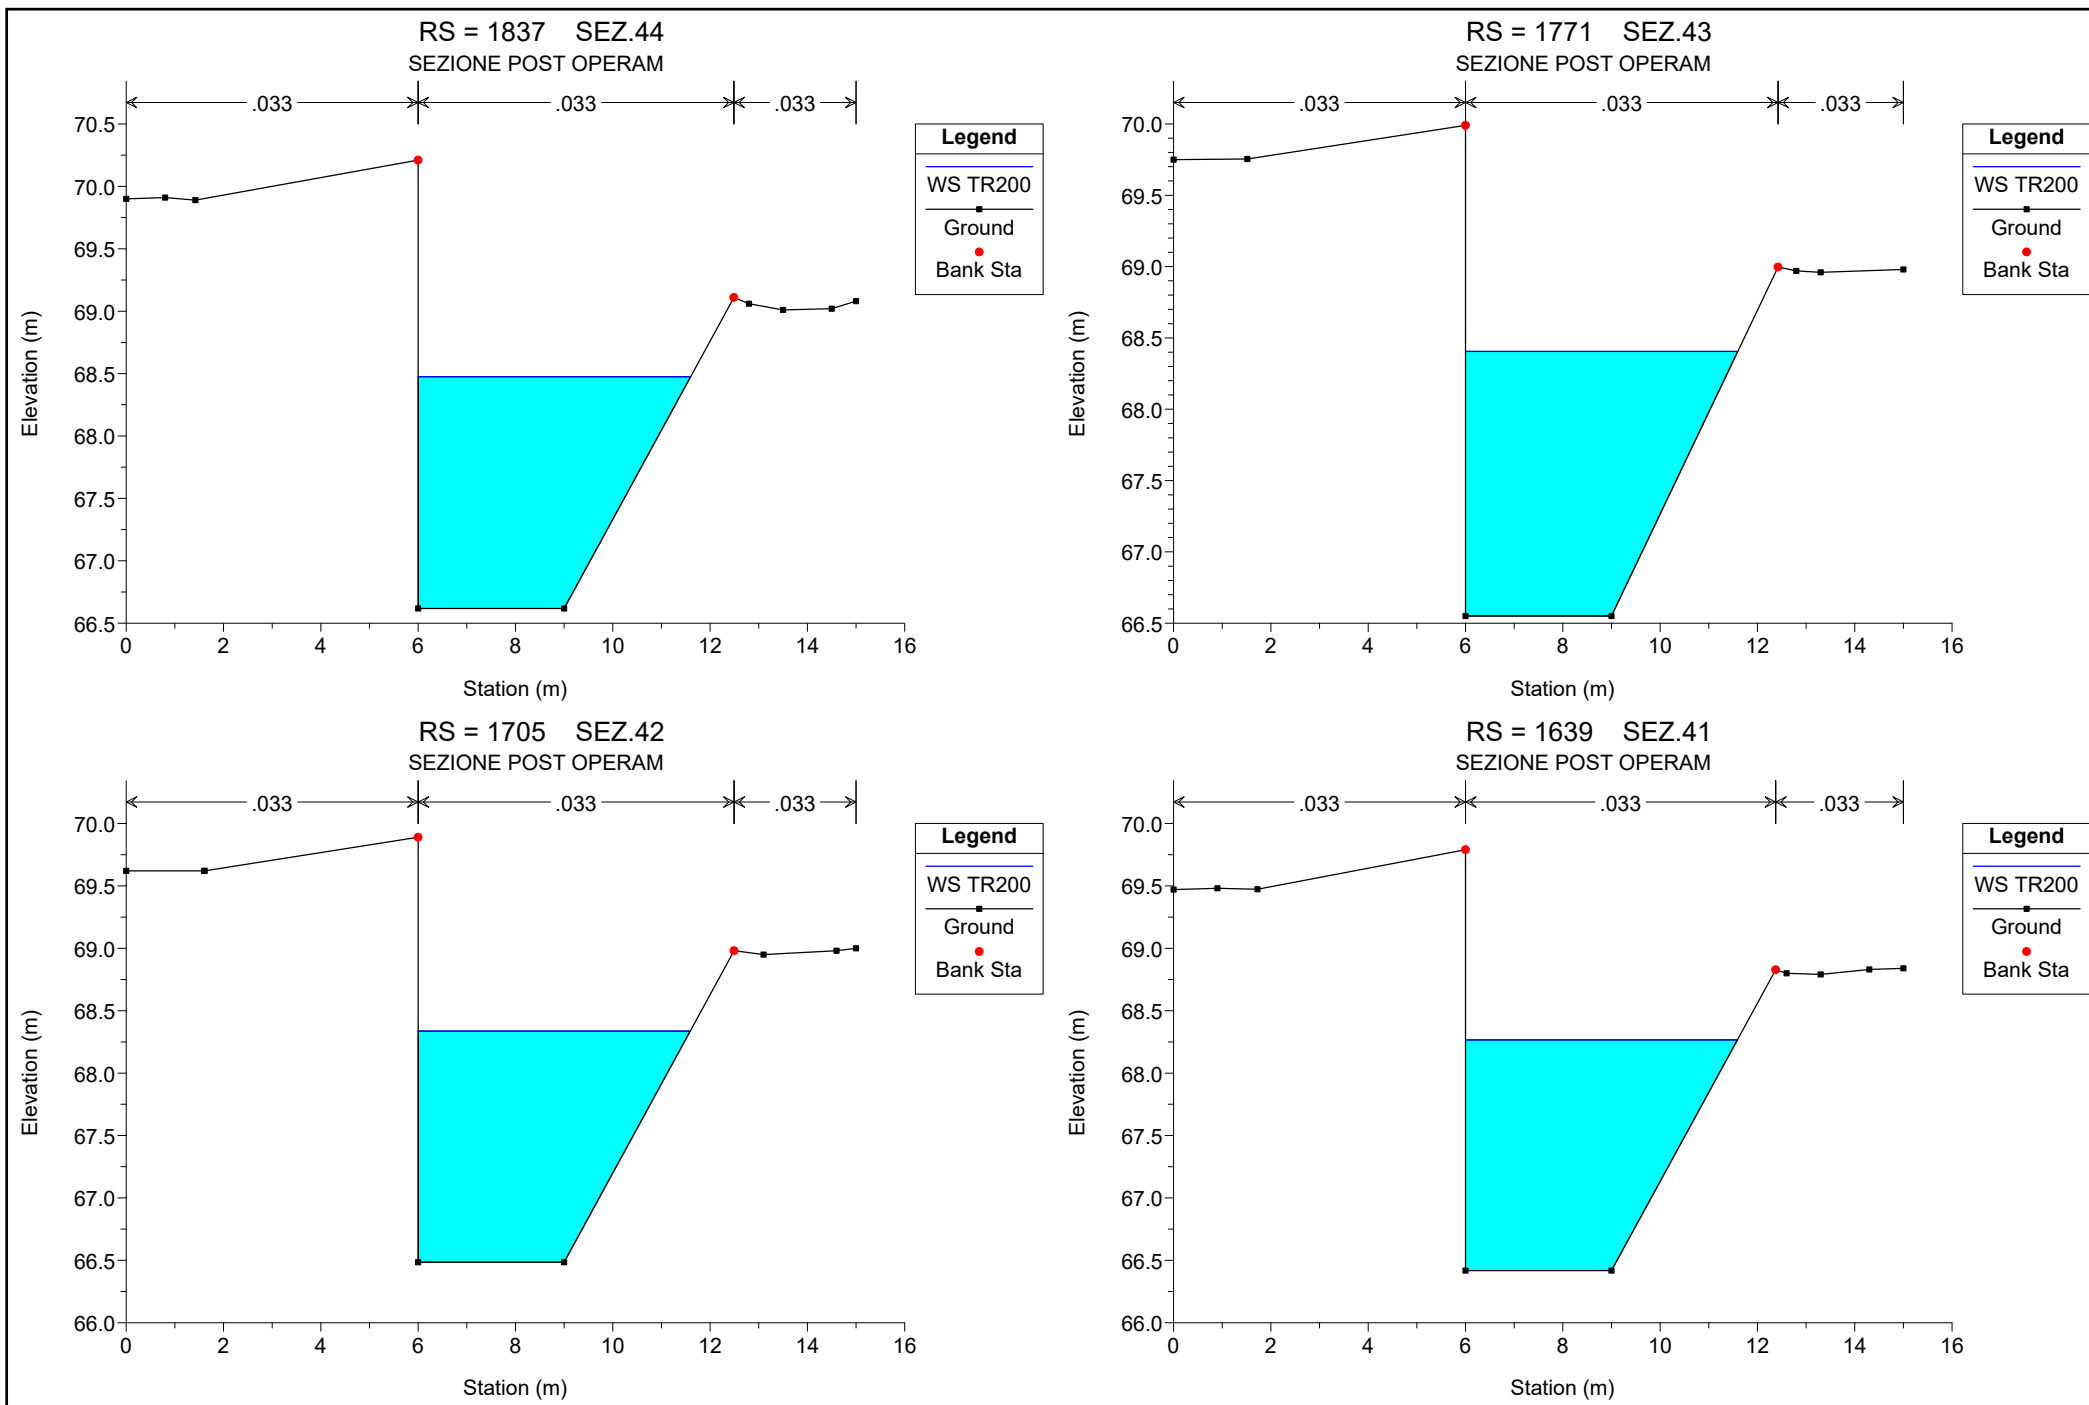 RS = 1837 SEZ.44
SEZIONE POST OPERAM
.033 .033 .033
70.5
70.0
69.5
69.0
68.5
68.0
67.5
67.0
66.5
0 2 4 6 8 10 12 14 16
Elevation (m)
Station (m)
Legend
WS TR200
Ground
Bank Sta
RS = 1771 SEZ.43
SEZIONE POST OPERAM
.033 .033 .033
70.0
69.5
69.0
68.5
68.0
67.5
67.0
66.5
0 2 4 6 8 10 12 14 16
Elevation (m)
Station (m)
Legend
WS TR200
Ground
Bank Sta
RS = 1705 SEZ.42
SEZIONE POST OPERAM
.033 .033 .033
70.0
69.5
69.0
68.5
68.0
67.5
67.0
66.5
66.0
0 2 4 6 8 10 12 14 16
Elevation (m)
Station (m)
Legend
WS TR200
Ground
Bank Sta
RS = 1639 SEZ.41
SEZIONE POST OPERAM
.033 .033 .033
70.0
69.5
69.0
68.5
68.0
67.5
67.0
66.5
66.0
0 2 4 6 8 10 12 14 16
Elevation (m)
Station (m)
Legend
WS TR200
Ground
Bank Sta